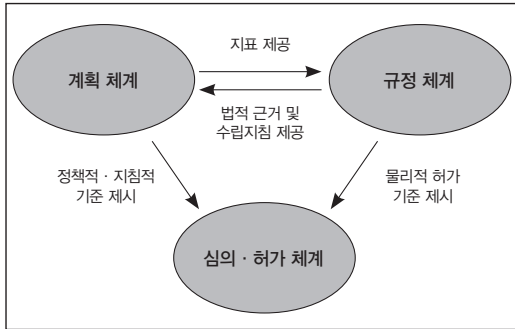 지표 제공
계획 체계
규정 체계
법적 근거 및
수립지침 제공
정책적 · 지침적
기준 제시
물리적 허가
기준 제시
심의 · 허가 체계